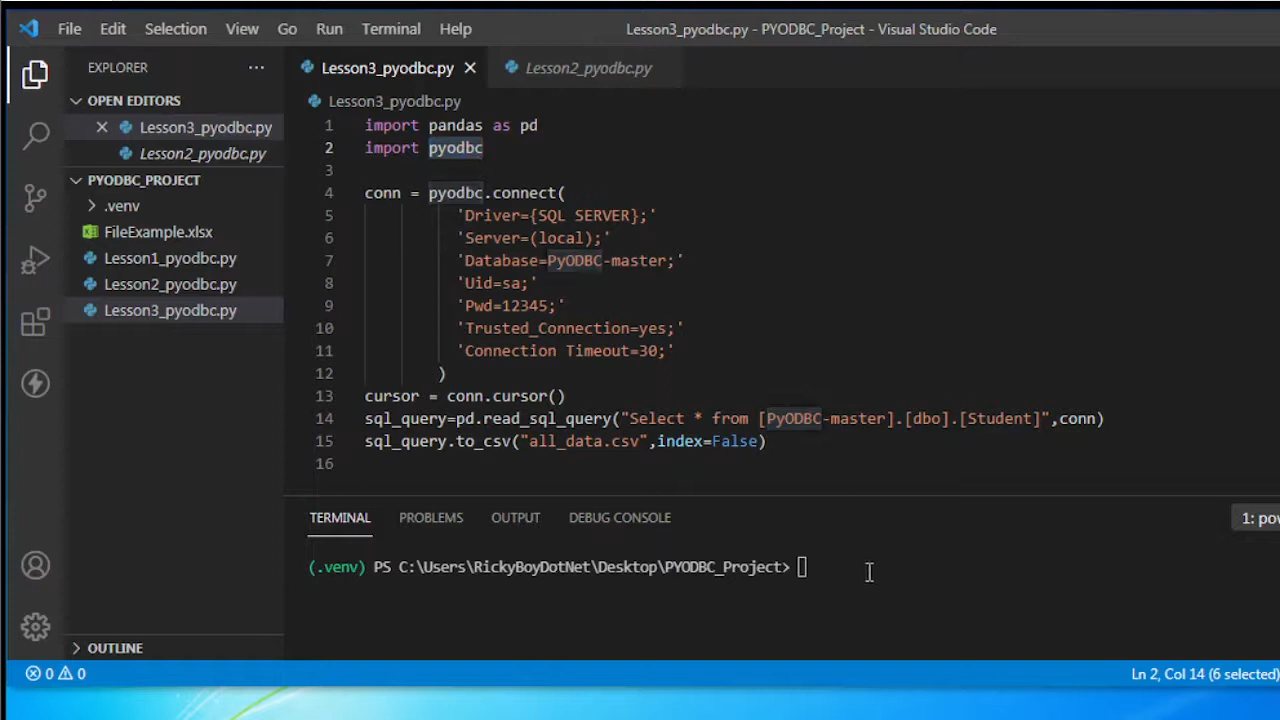 File Edit Selection View Go Run Terminal Help Lesson3_pyodbc.py - PYODBC_Project - Visual Studio Code
EXPLORER ...
Lesson3_pyodbc.py Lesson2_pyodbc.py
OPEN EDITORS
Lesson3_pyodbc.py
Lesson2_pyodbc.py
PYODBC_PROJECT
.venv
FileExample.xlsx
Lesson1_pyodbc.py
Lesson2_pyodbc.py
Lesson3_pyodbc.py
OUTLINE
Lesson3_pyodbc.py
1 import pandas as pd
2 import pyodbc
3
4 conn = pyodbc.connect(
5 'Driver={SQL SERVER};'
6 'Server=(local);'
7 'Database=PyODBC-master;'
8 'Uid=sa;'
9 'Pwd=12345;'
10 'Trusted_Connection=yes;'
11 'Connection Timeout=30;'
12 )
13 cursor = conn.cursor()
14 sql_query=pd.read_sql_query("Select * from [PyODBC-master].[dbo].[Student]",conn)
15 sql_query.to_csv("all_data.csv",index=False)
16
TERMINAL PROBLEMS OUTPUT DEBUG CONSOLE 1: pow
(.venv) PS C:\Users\RickyBoyDotNet\Desktop\PYODBC_Project>
0 0 Ln 2, Col 14 (6 selected)